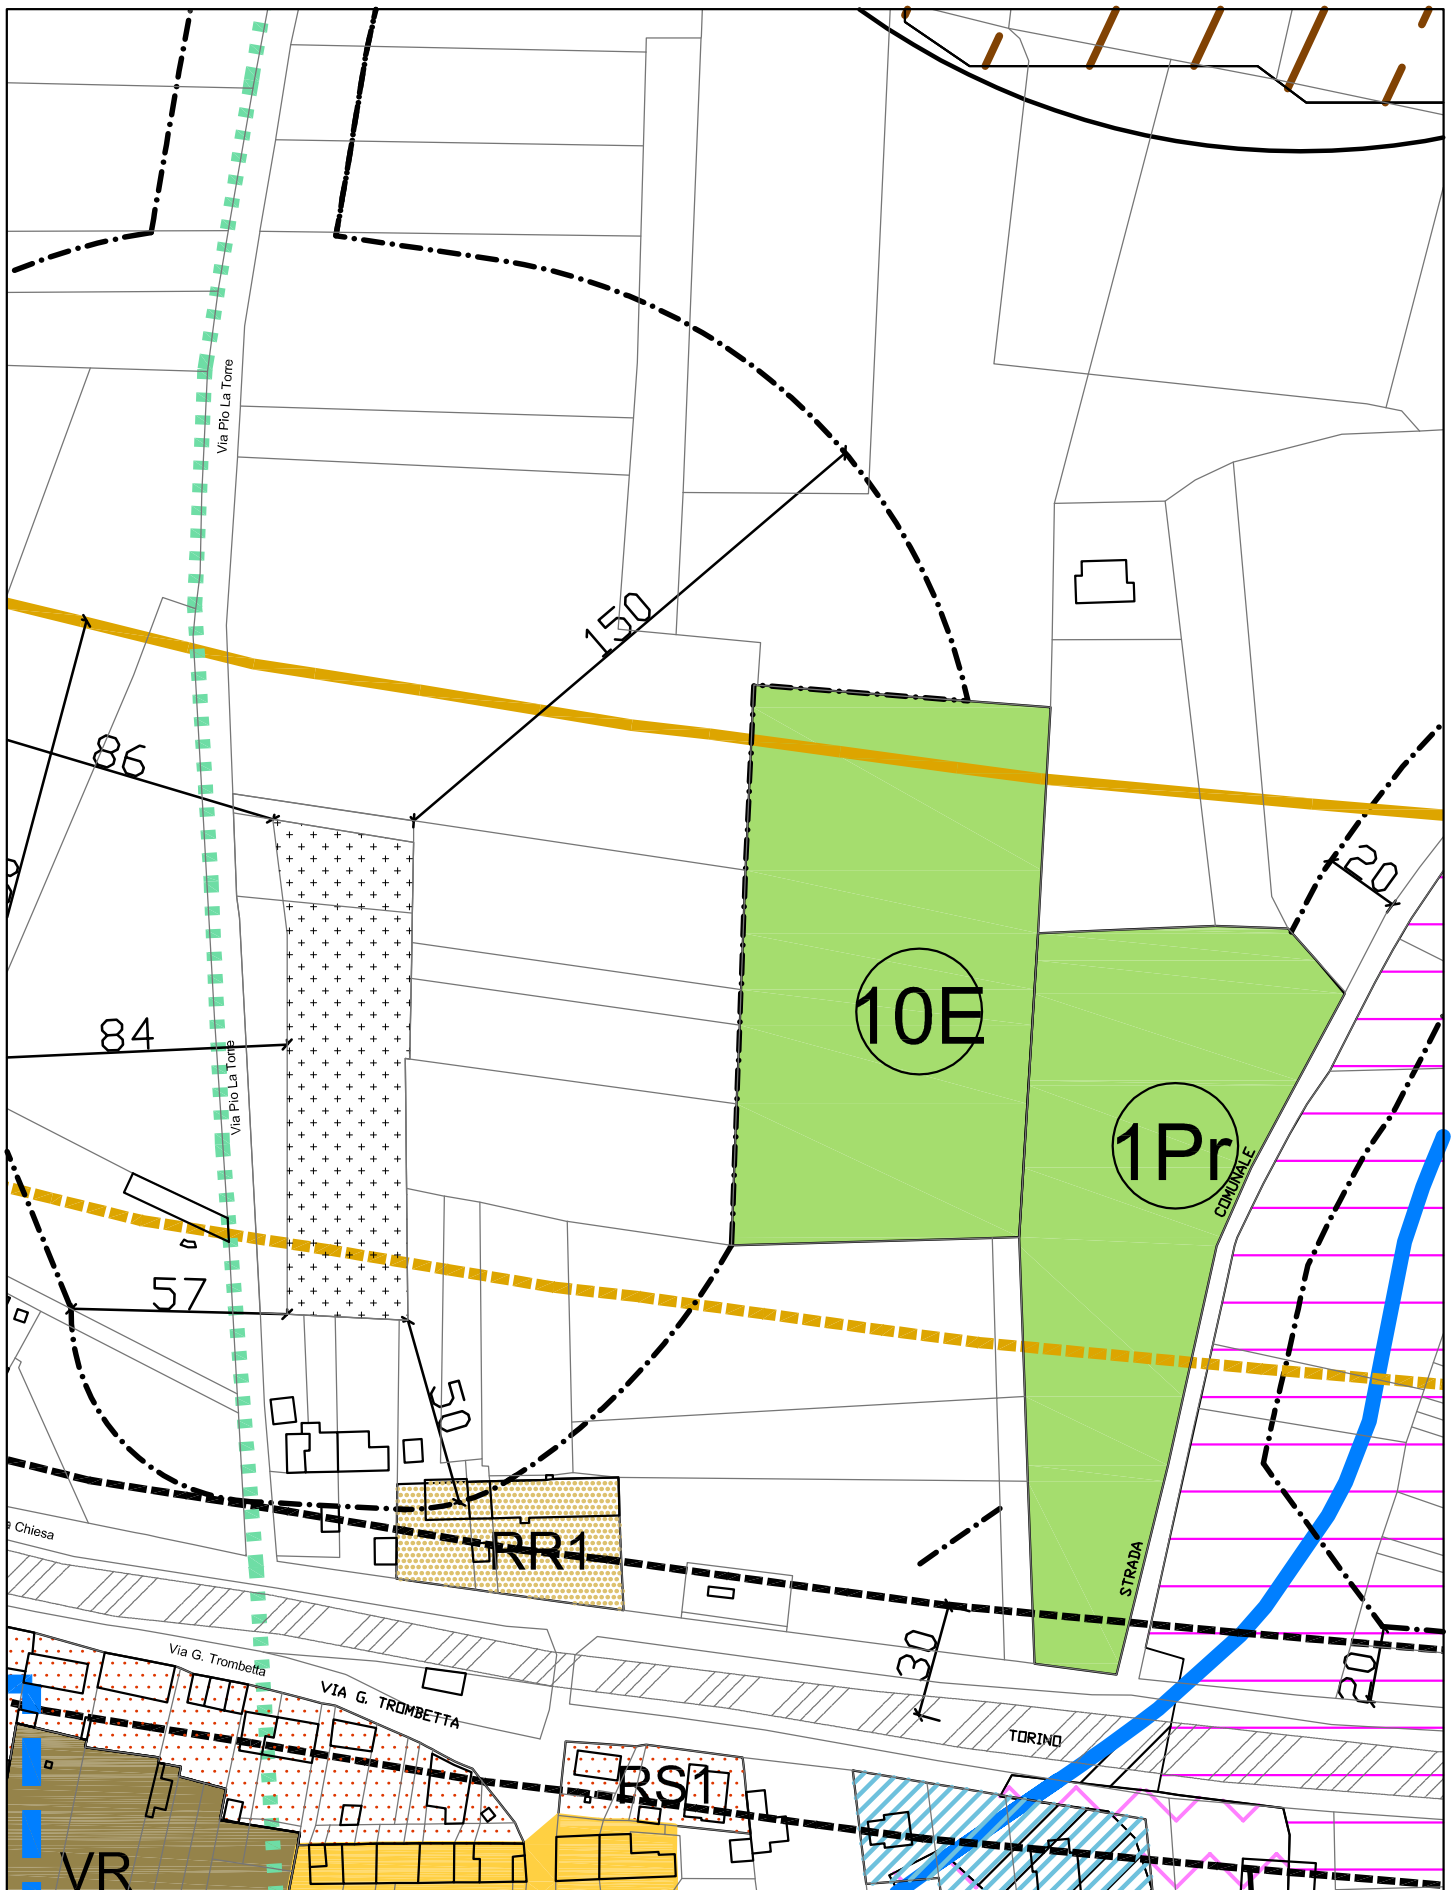 Via Pio La Torre
150
86
20
10E
84
Via Pio La Torre
1Pr
COMUNALE
57
50
a Chiesa
RR1
STRADA
30
20
Via G. Trombetta
VIA G. TROMBETTA
TORINO
RS1
VR